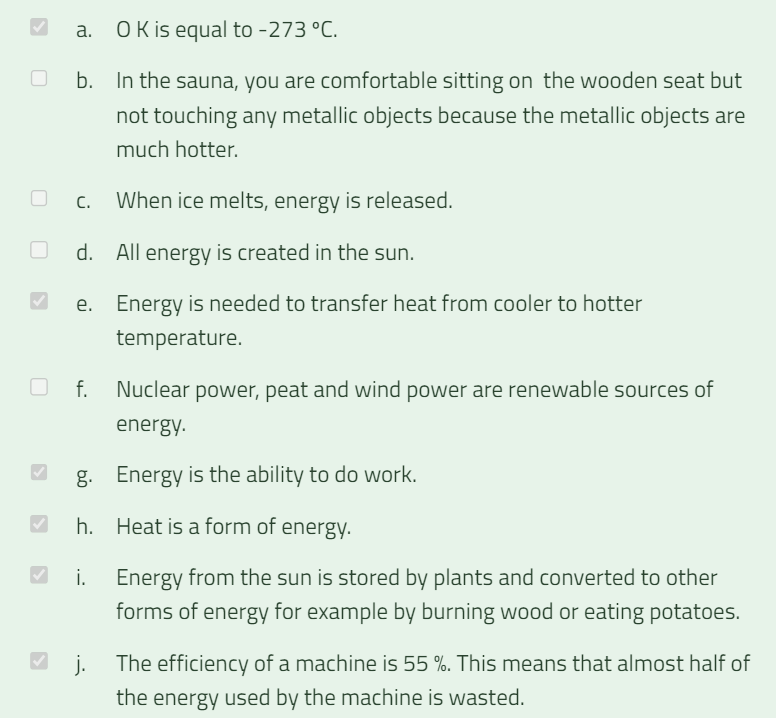 a. O K is equal to -273 ºC.
b. In the sauna, you are comfortable sitting on  the wooden seat but
not touching any metallic objects because the metallic objects are
much hotter.
c. When ice melts, energy is released.
d. All energy is created in the sun.
e. Energy is needed to transfer heat from cooler to hotter
temperature.
f. Nuclear power, peat and wind power are renewable sources of
energy.
g. Energy is the ability to do work.
h. Heat is a form of energy.
i. Energy from the sun is stored by plants and converted to other
forms of energy for example by burning wood or eating potatoes.
j. The efficiency of a machine is 55 %. This means that almost half of
the energy used by the machine is wasted.